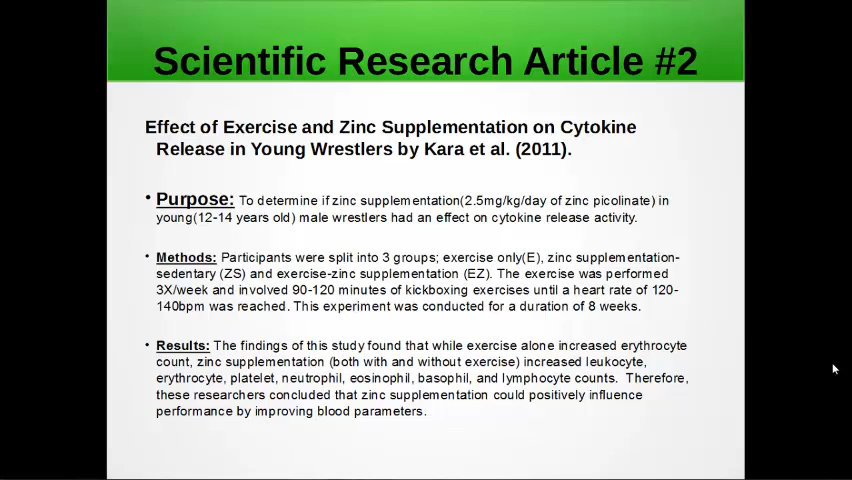 Scientific Research Article #2
Effect of Exercise and Zinc Supplementation on Cytokine
Release in Young Wrestlers by Kara et al. (2011).
• Purpose: To determine if zinc supplementation(2.5mg/kg/day of zinc picolinate) in
young(12-14 years old) male wrestlers had an effect on cytokine release activity.
• Methods: Participants were split into 3 groups; exercise only(E), zinc supplementation-
sedentary (ZS) and exercise-zinc supplementation (EZ). The exercise was performed
3X/week and involved 90-120 minutes of kickboxing exercises until a heart rate of 120-
140bpm was reached. This experiment was conducted for a duration of 8 weeks.
• Results: The findings of this study found that while exercise alone increased erythrocyte
count, zinc supplementation (both with and without exercise) increased leukocyte,
erythrocyte, platelet, neutrophil, eosinophil, basophil, and lymphocyte counts. Therefore,
these researchers concluded that zinc supplementation could positively influence
performance by improving blood parameters.